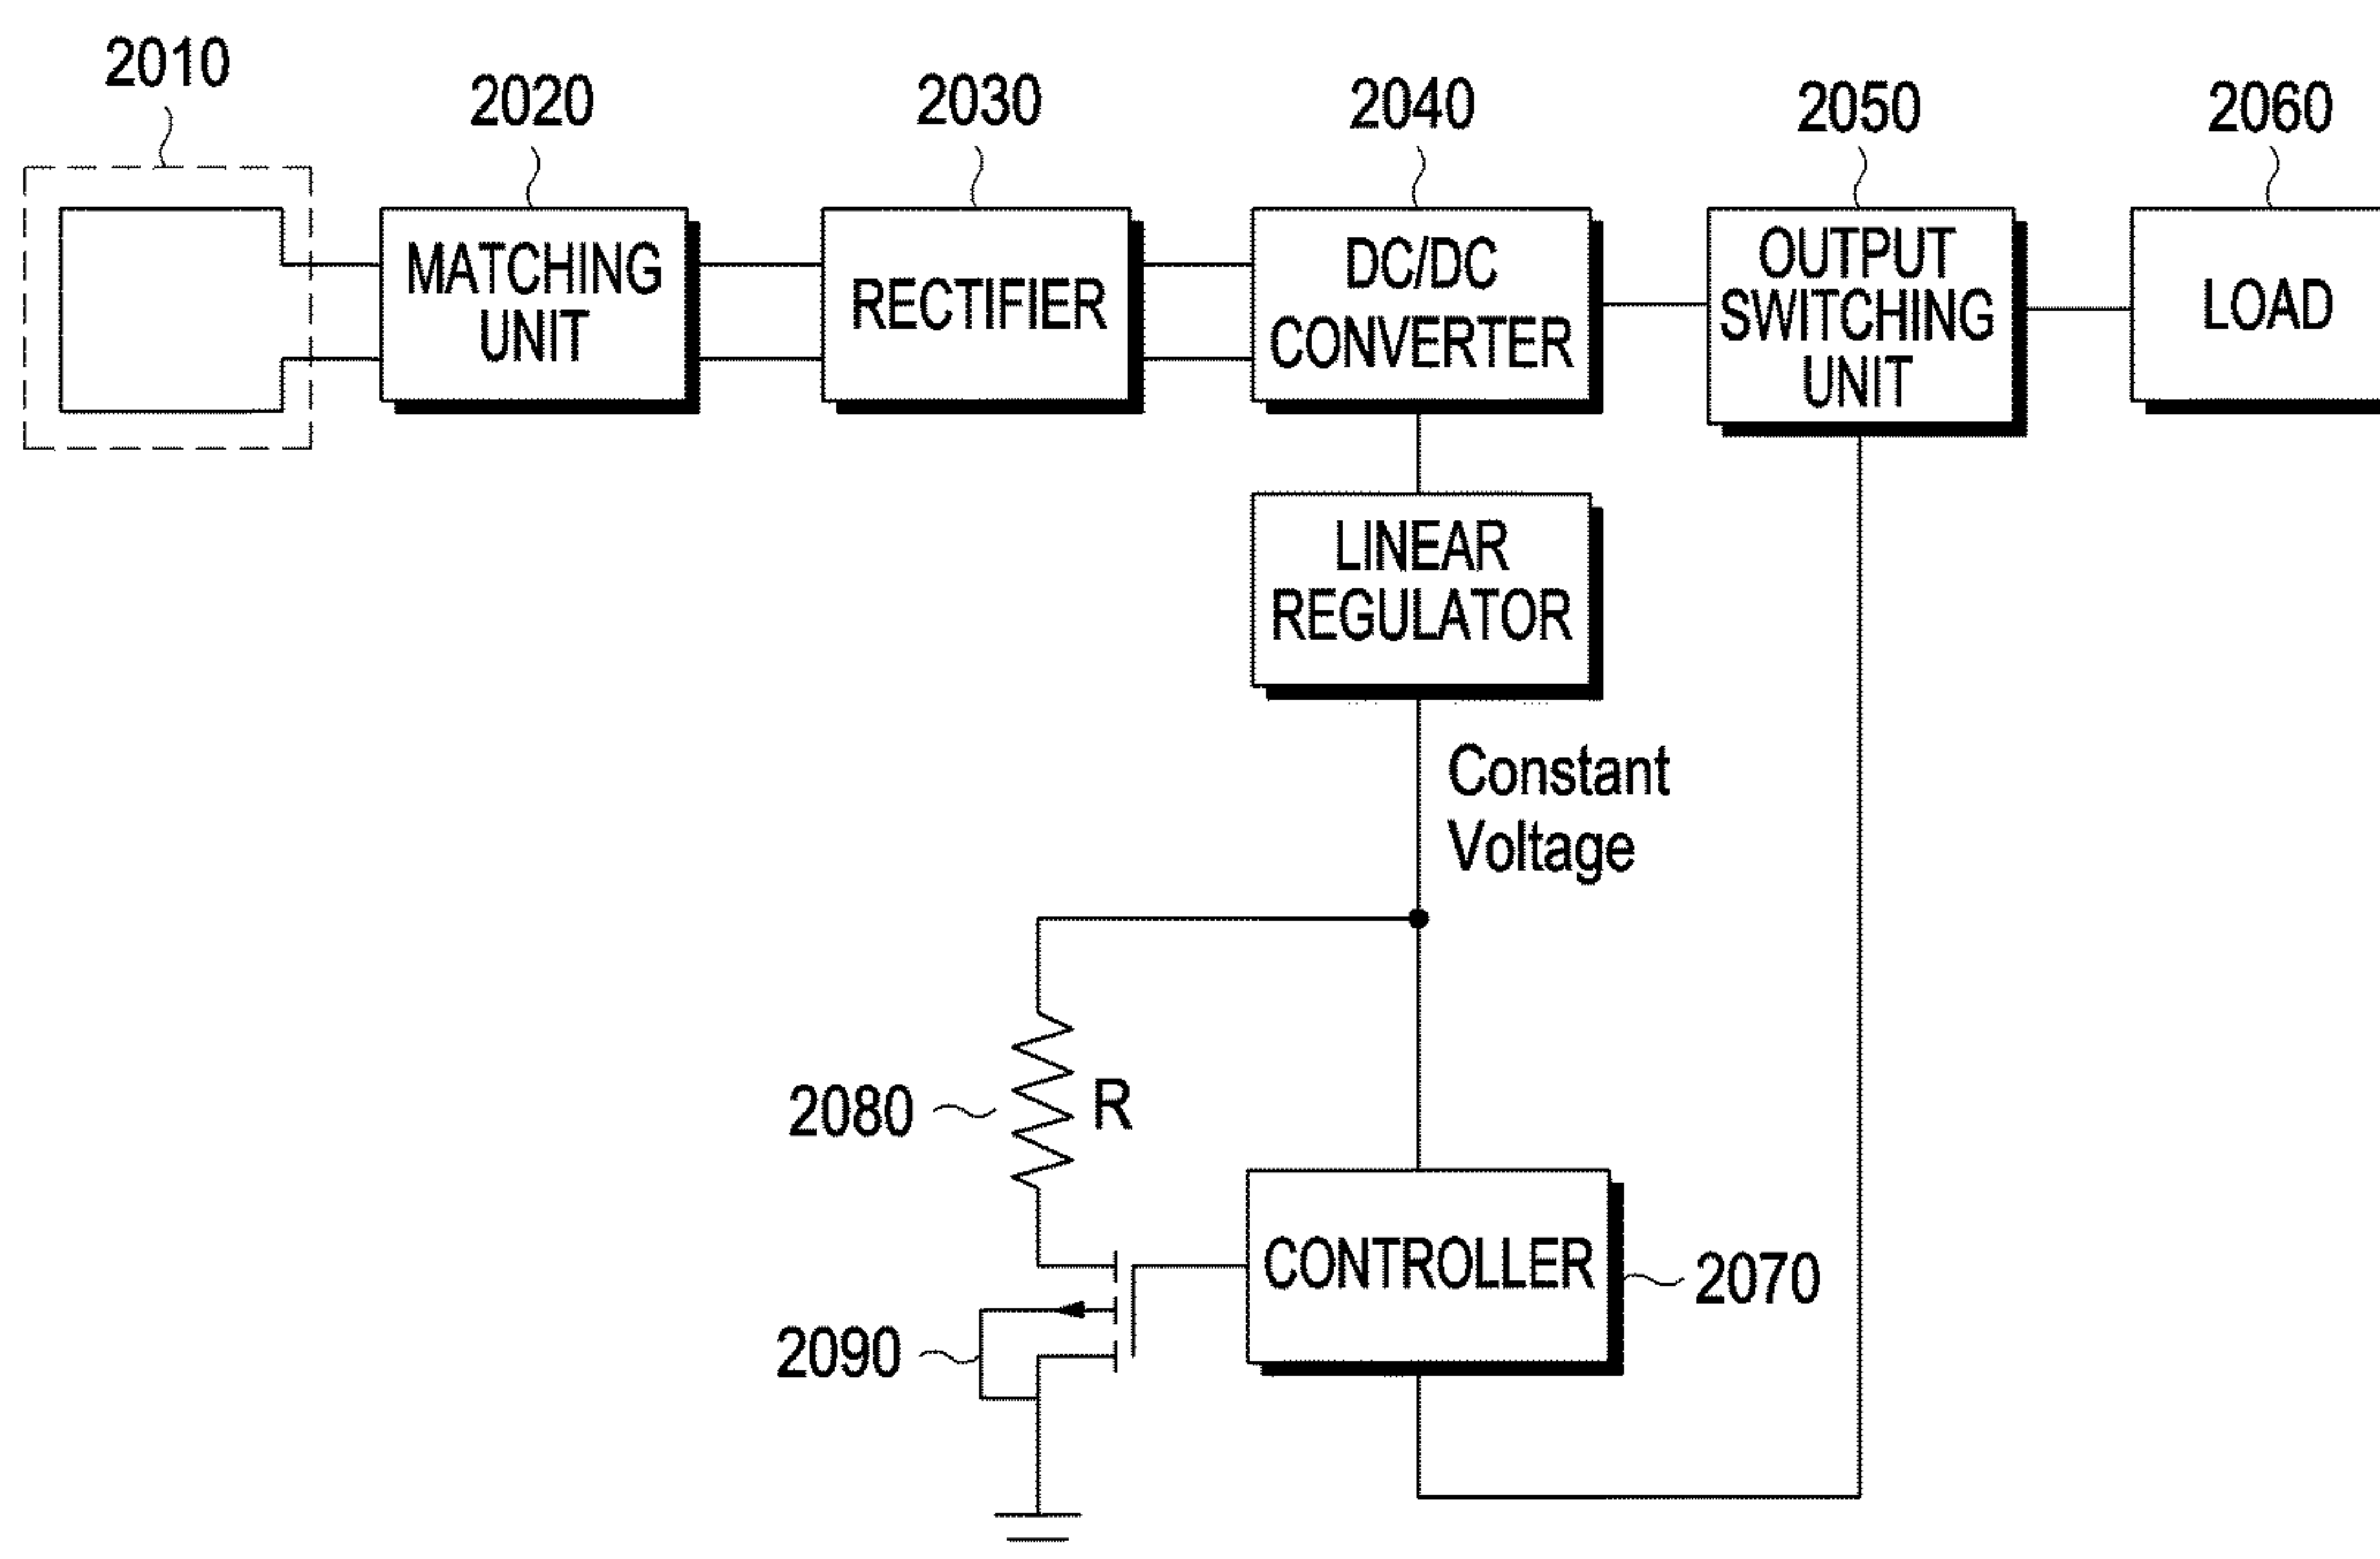 2010
2020
2030
2040
2050
2060
MATCHING
UNIT
RECTIFIER
DC/DC
CONVERTER
OUTPUT
SWITCHING
UNIT
LOAD
LINEAR
REGULATOR
Constant
Voltage
2080
R
CONTROLLER
2070
2090